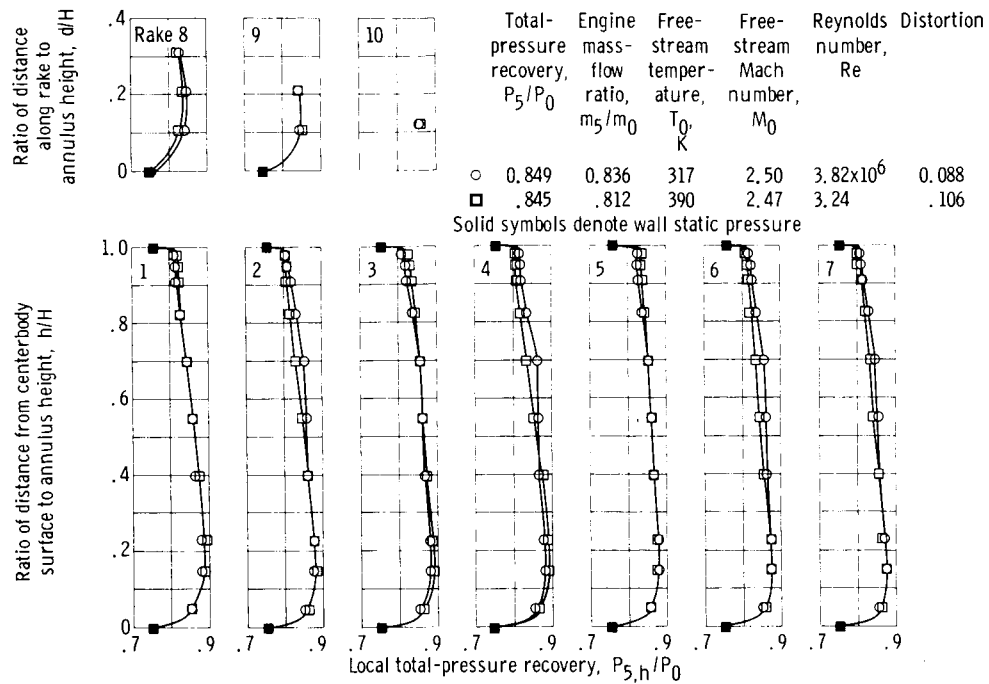 Rake 8
9
10
Ratio of distance along rake to annulus height, d/H
.4
.2
0
Total-pressure recovery, P5/P0
Engine mass-flow ratio, m5/m0
Free-stream temper-ature, T0, K
Free-stream Mach number, M0
Reynolds number, Re
Distortion
○ 0.849 0.836 317 2.50 3.82x10^6 0.088
□ .845 .812 390 2.47 3.24 .106
Solid symbols denote wall static pressure
Ratio of distance from centerbody surface to annulus height, h/H
1.0
.8
.6
.4
.2
0
1
2
3
4
5
6
7
.7 .9 .7 .9 .7 .9 .7 .9 .7 .9 .7 .9 .7 .9
Local total-pressure recovery, P5,h/P0